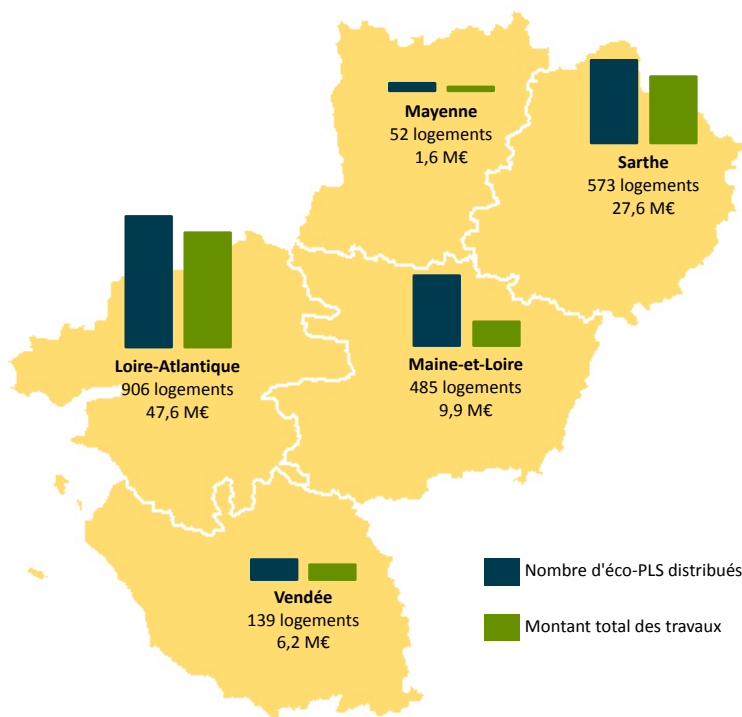 Mayenne
52 logements
1,6 M€
Sarthe
573 logements
27,6 M€
Loire-Atlantique
906 logements
47,6 M€
Maine-et-Loire
485 logements
9,9 M€
Vendée
139 logements
6,2 M€
Nombre d'éco-PLS distribués
Montant total des travaux